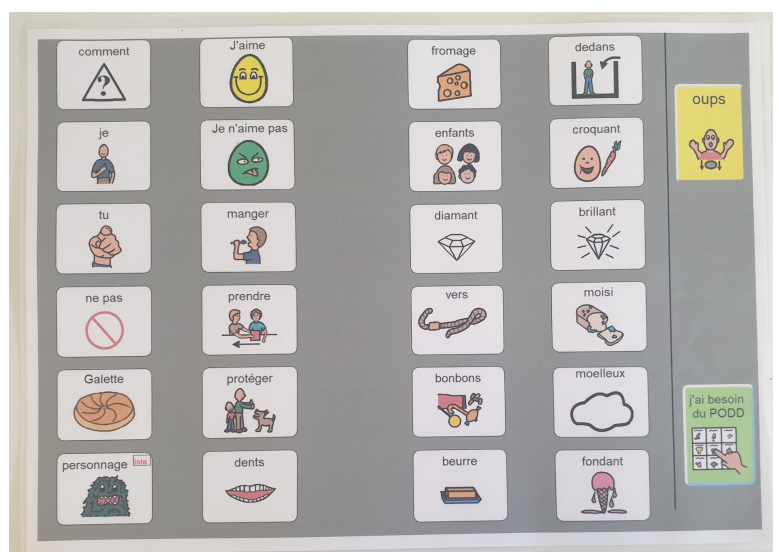 comment
J'aime
fromage
dedans
oups
je
Je n'aime pas
enfants
croquant
tu
manger
diamant
brillant
ne pas
prendre
vers
moisi
Galette
protéger
bonbons
moelleux
j'ai besoin
du PODD
personnage liste
dents
beurre
fondant